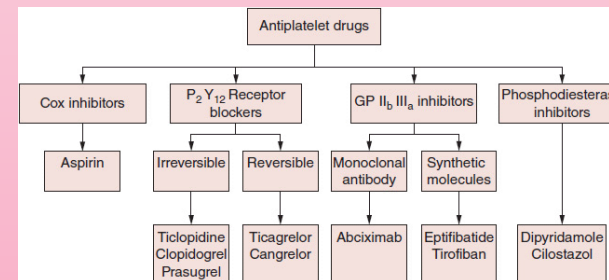 Antiplatelet drugs
Cox inhibitors
P2 Y12 Receptor
blockers
GP IIb IIIa inhibitors
Phosphodiesteras
inhibitors
Aspirin
Irreversible
Reversible
Monoclonal
antibody
Synthetic
molecules
Ticlopidine
Clopidogrel
Prasugrel
Ticagrelor
Cangrelor
Abciximab
Eptifibatide
Tirofiban
Dipyridamole
Cilostazol